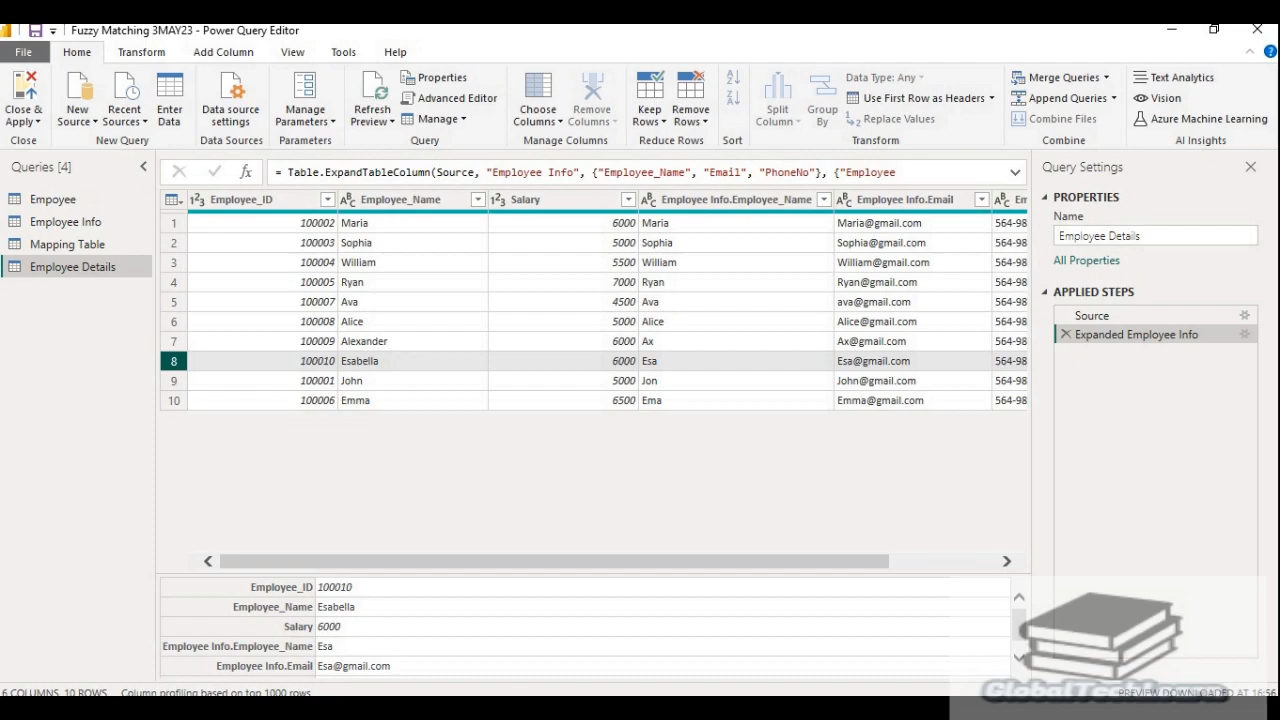 Fuzzy Matching 3MAY23 - Power Query Editor
File Home Transform Add Column View Tools Help
Close & Apply
New Source
Recent Sources
Enter Data
Data source settings
Manage Parameters
Refresh Preview
Properties
Advanced Editor
Manage
Choose Columns
Remove Columns
Keep Rows
Remove Rows
Split Column
Group By
Data Type: Any
Use First Row as Headers
Replace Values
Merge Queries
Append Queries
Combine Files
Text Analytics
Vision
Azure Machine Learning
Close New Query Data Sources Parameters Query Manage Columns Reduce Rows Sort Transform Combine AI Insights
Queries [4]
Empoyee
Employee Info
Mapping Table
Employee Details
= Table.ExpandTableColumn(Source, "Employee Info", {"Employee_Name", "Email", "PhoneNo"}, {"Employee
Employee_ID Employee_Name Salary Employee Info.Employee_Name Employee Info.Email Em
1 100002 Maria 6000 Maria Maria@gmail.com 564-98
2 100003 Sophia 5000 Sophia Sophia@gmail.com 564-98
3 100004 William 5500 William William@gmail.com 564-98
4 100005 Ryan 7000 Ryan Ryan@gmail.com 564-98
5 100007 Ava 4500 Ava ava@gmail.com 564-98
6 100008 Alice 5000 Alice Alice@gmail.com 564-98
7 100009 Alexander 6000 Ax Ax@gmail.com 564-98
8 100010 Esabella 6000 Esa Esa@gmail.com 564-98
9 100001 John 5000 Jon John@gmail.com 564-98
10 100006 Emma 6500 Ema Emma@gmail.com 564-98
Employee_ID 100010
Employee_Name Esabella
Salary 6000
Employee Info.Employee_Name Esa
Employee Info.Email Esa@gmail.com
Query Settings
PROPERTIES
Name
Employee Details
All Properties
APPLIED STEPS
Source
Expanded Employee Info
6 COLUMNS, 10 ROWS Column profiling based on top 1000 rows
PREVIEW DOWNLOADED AT 16:56